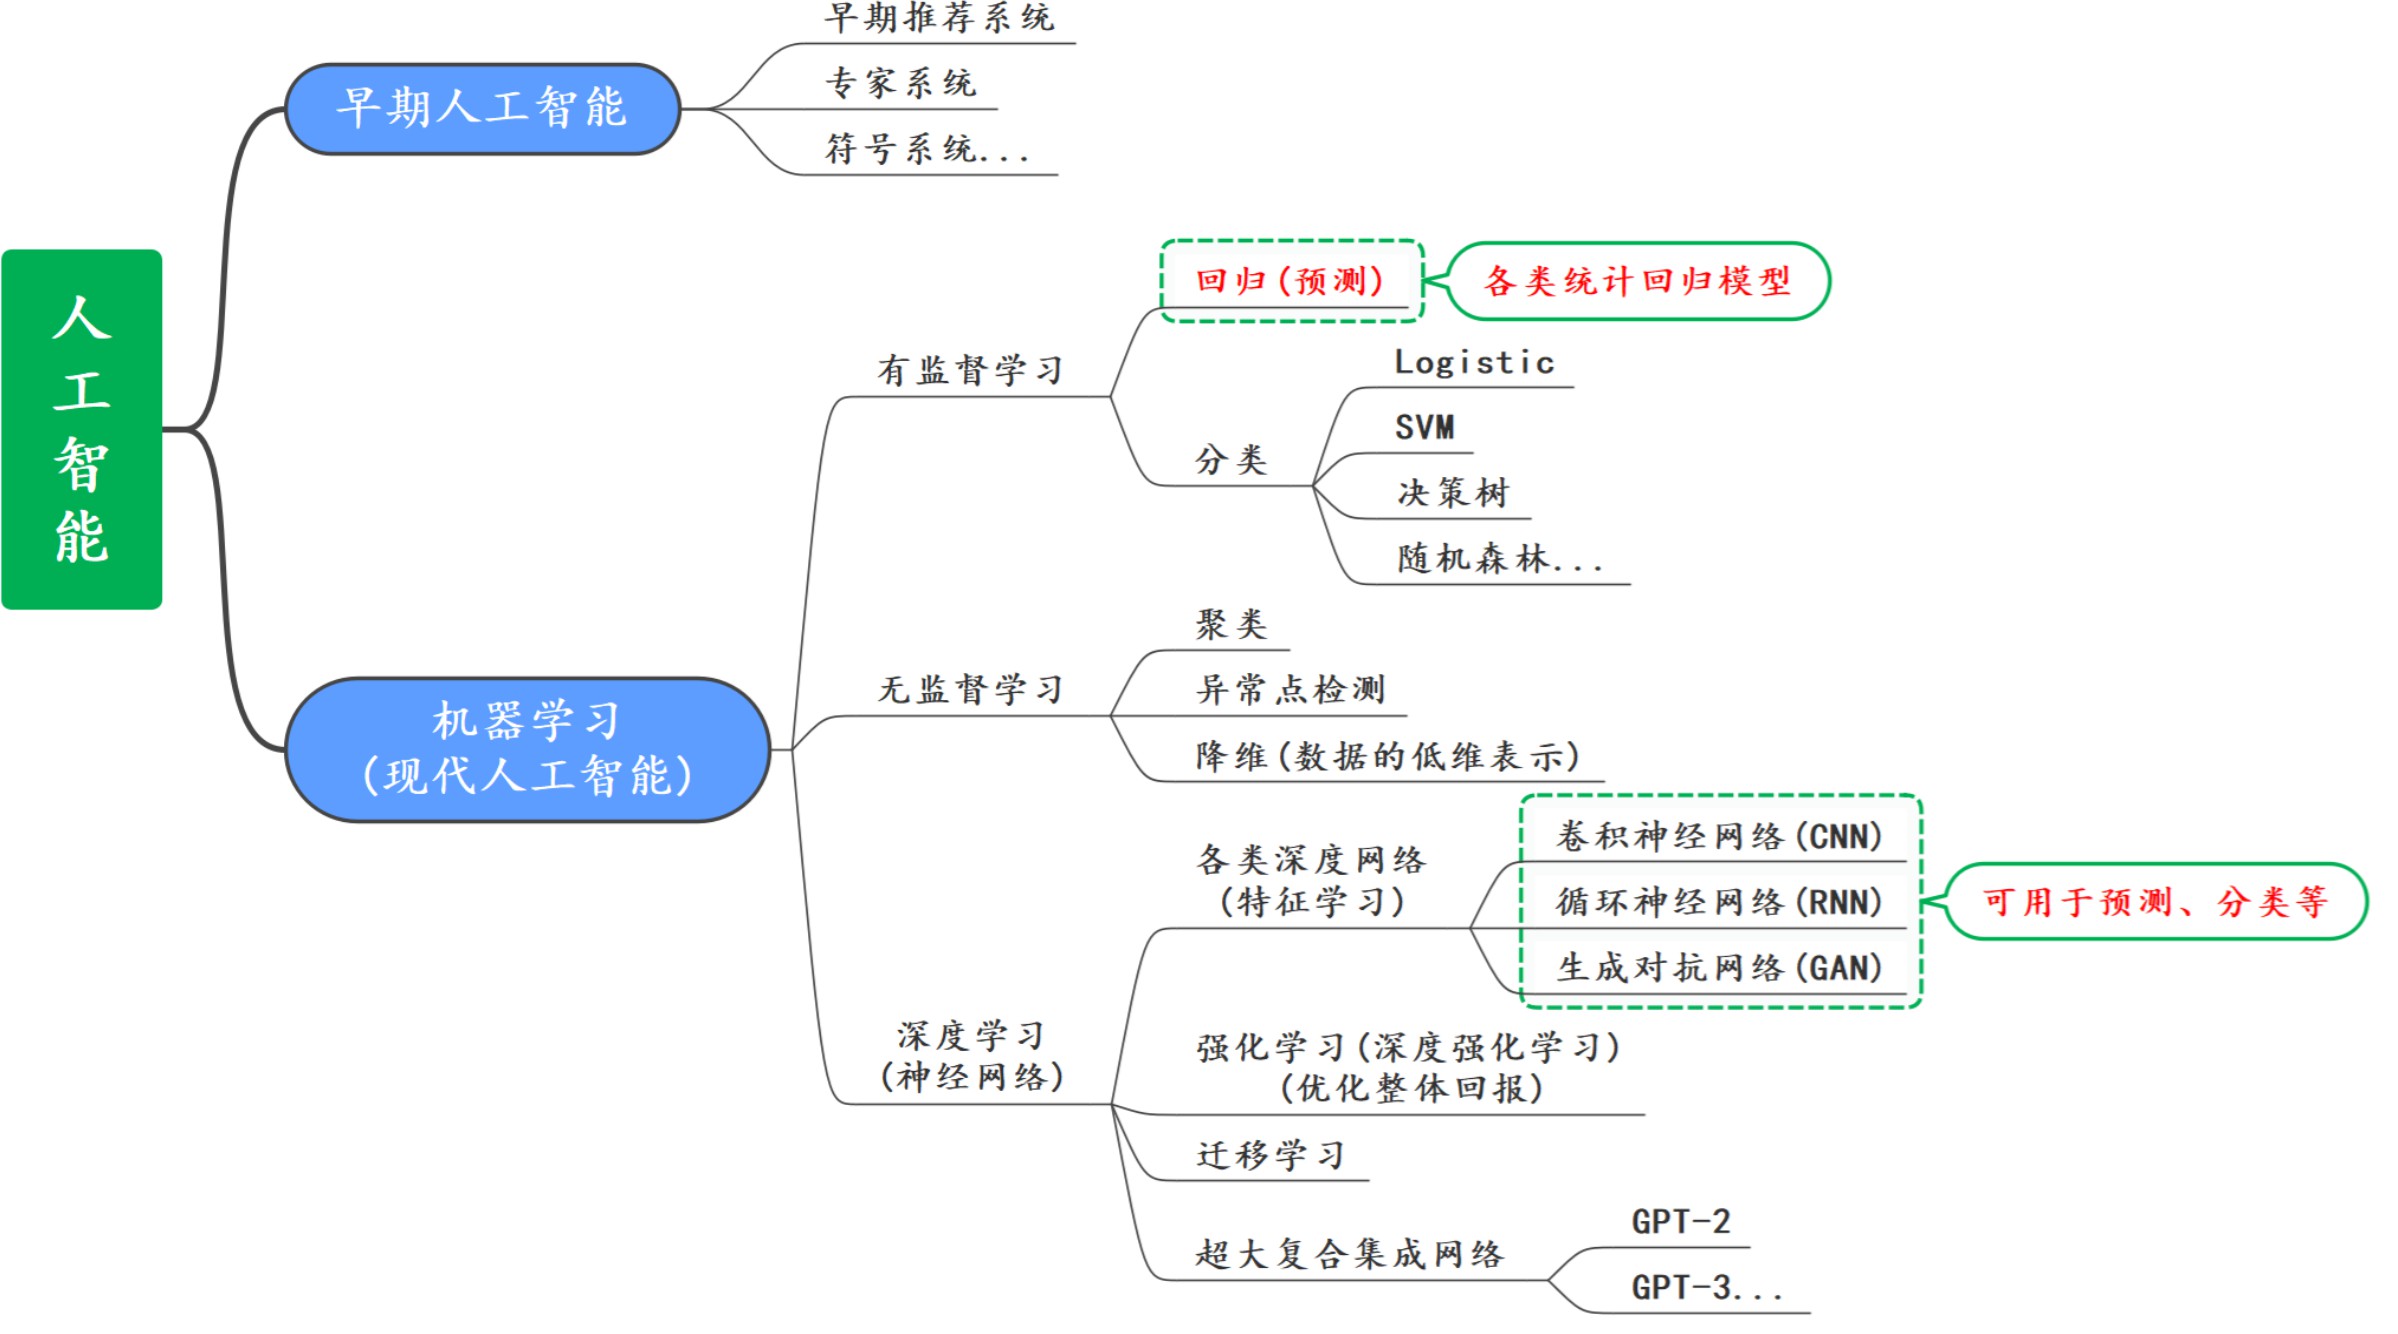 人工智能
早期人工智能
早期推荐系统
专家系统
符号系统...
机器学习
(现代人工智能)
有监督学习
回归(预测)
各类统计回归模型
分类
Logistic
SVM
决策树
随机森林...
无监督学习
聚类
异常点检测
降维(数据的低维表示)
深度学习
(神经网络)
各类深度网络
(特征学习)
卷积神经网络(CNN)
循环神经网络(RNN)
生成对抗网络(GAN)
可用于预测、分类等
强化学习(深度强化学习)
(优化整体回报)
迁移学习
超大复合集成网络
GPT-2
GPT-3...